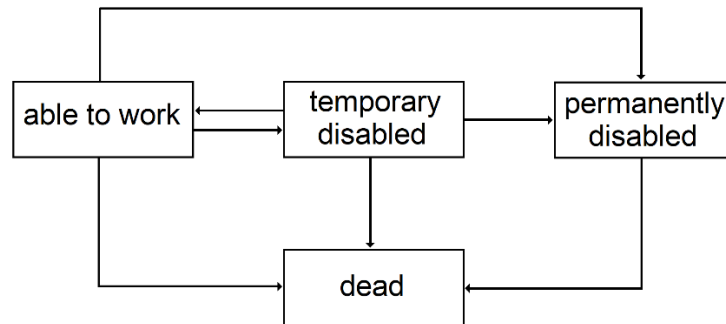 able to work
temporary
disabled
permanently
disabled
dead